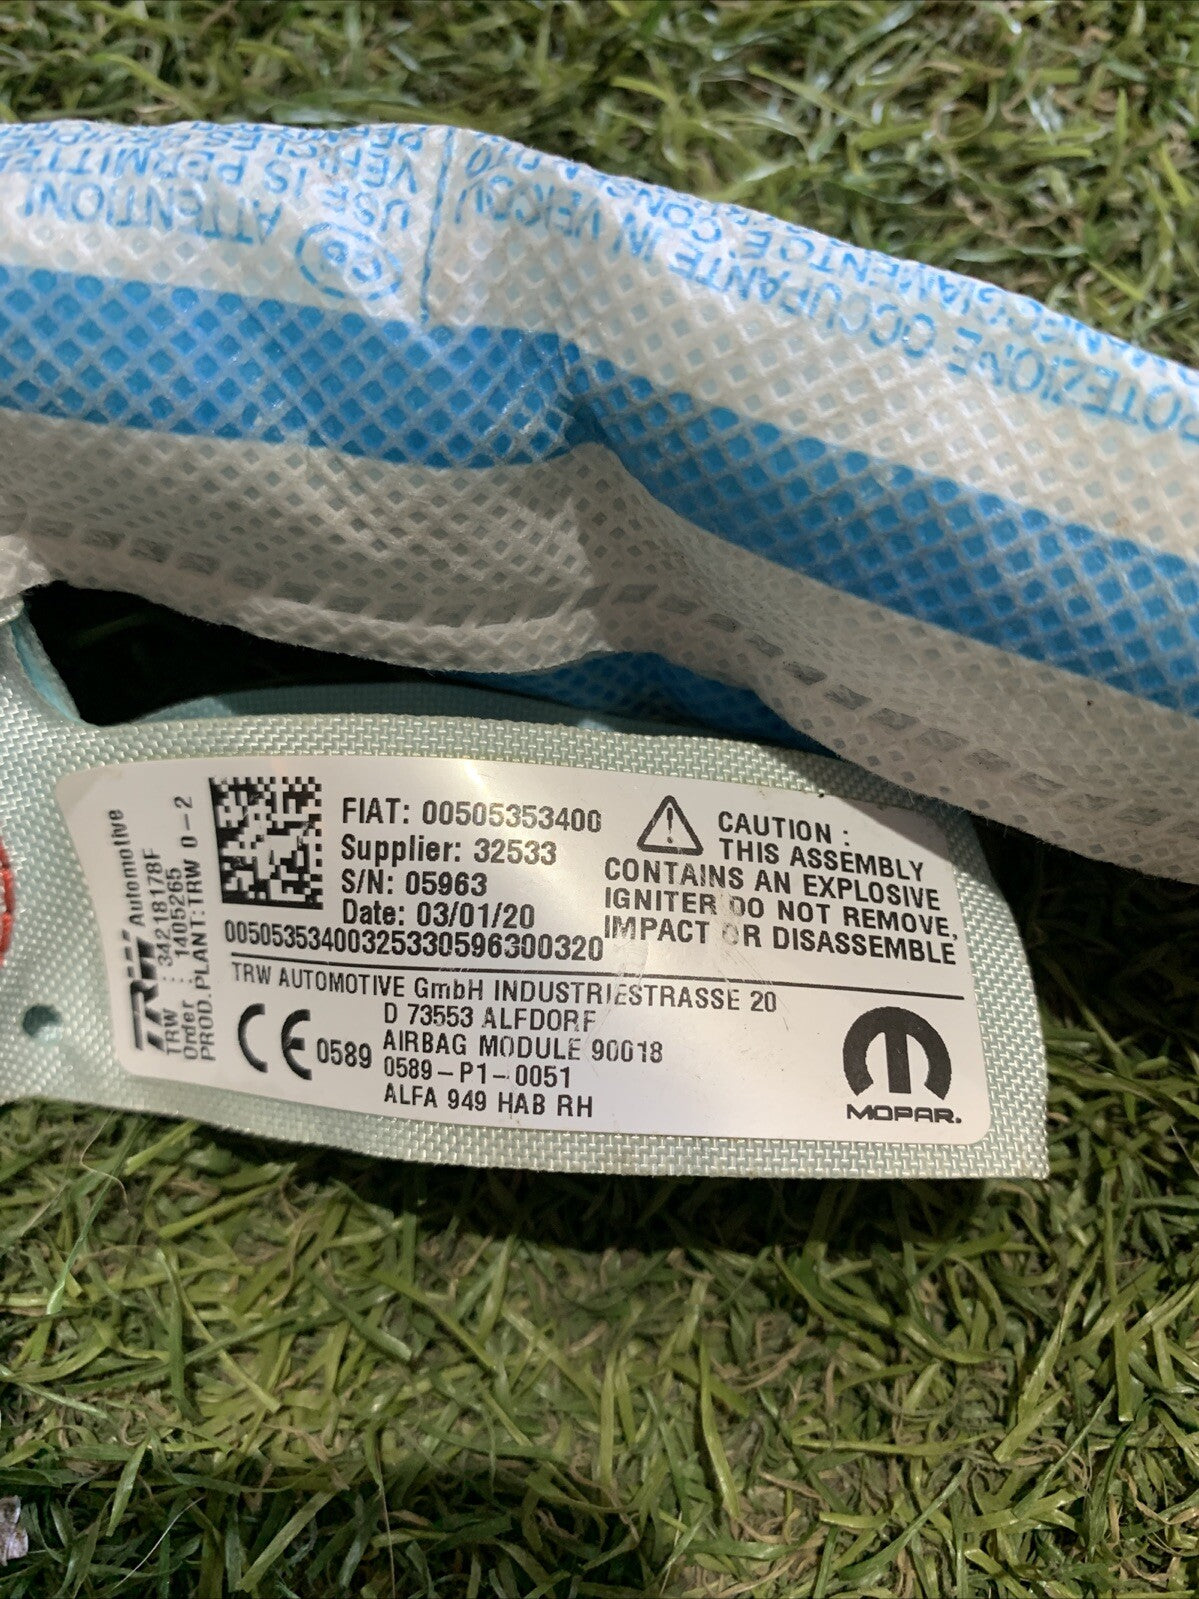 ATTENTION!
USE IS PERMITTE
VEHICLES
OCCUPANTE IN VEICOLI
FIAT: 00505353400
Supplier: 32533
S/N: 05963
Date: 03/01/20
00505353400325330596300320
CAUTION :
THIS ASSEMBLY
CONTAINS AN EXPLOSIVE
IGNITER DO NOT REMOVE,
IMPACT OR DISASSEMBLE
TRW Automotive
TRW : 34218178F
Order : 1405265
PROD.PLANT:TRW 0-2
TRW AUTOMOTIVE GmbH INDUSTRIESTRASSE 20
D 73553 ALFDORF
CE 0589 AIRBAG MODULE 90018
0589-P1-0051
ALFA 949 HAB RH
MOPAR.